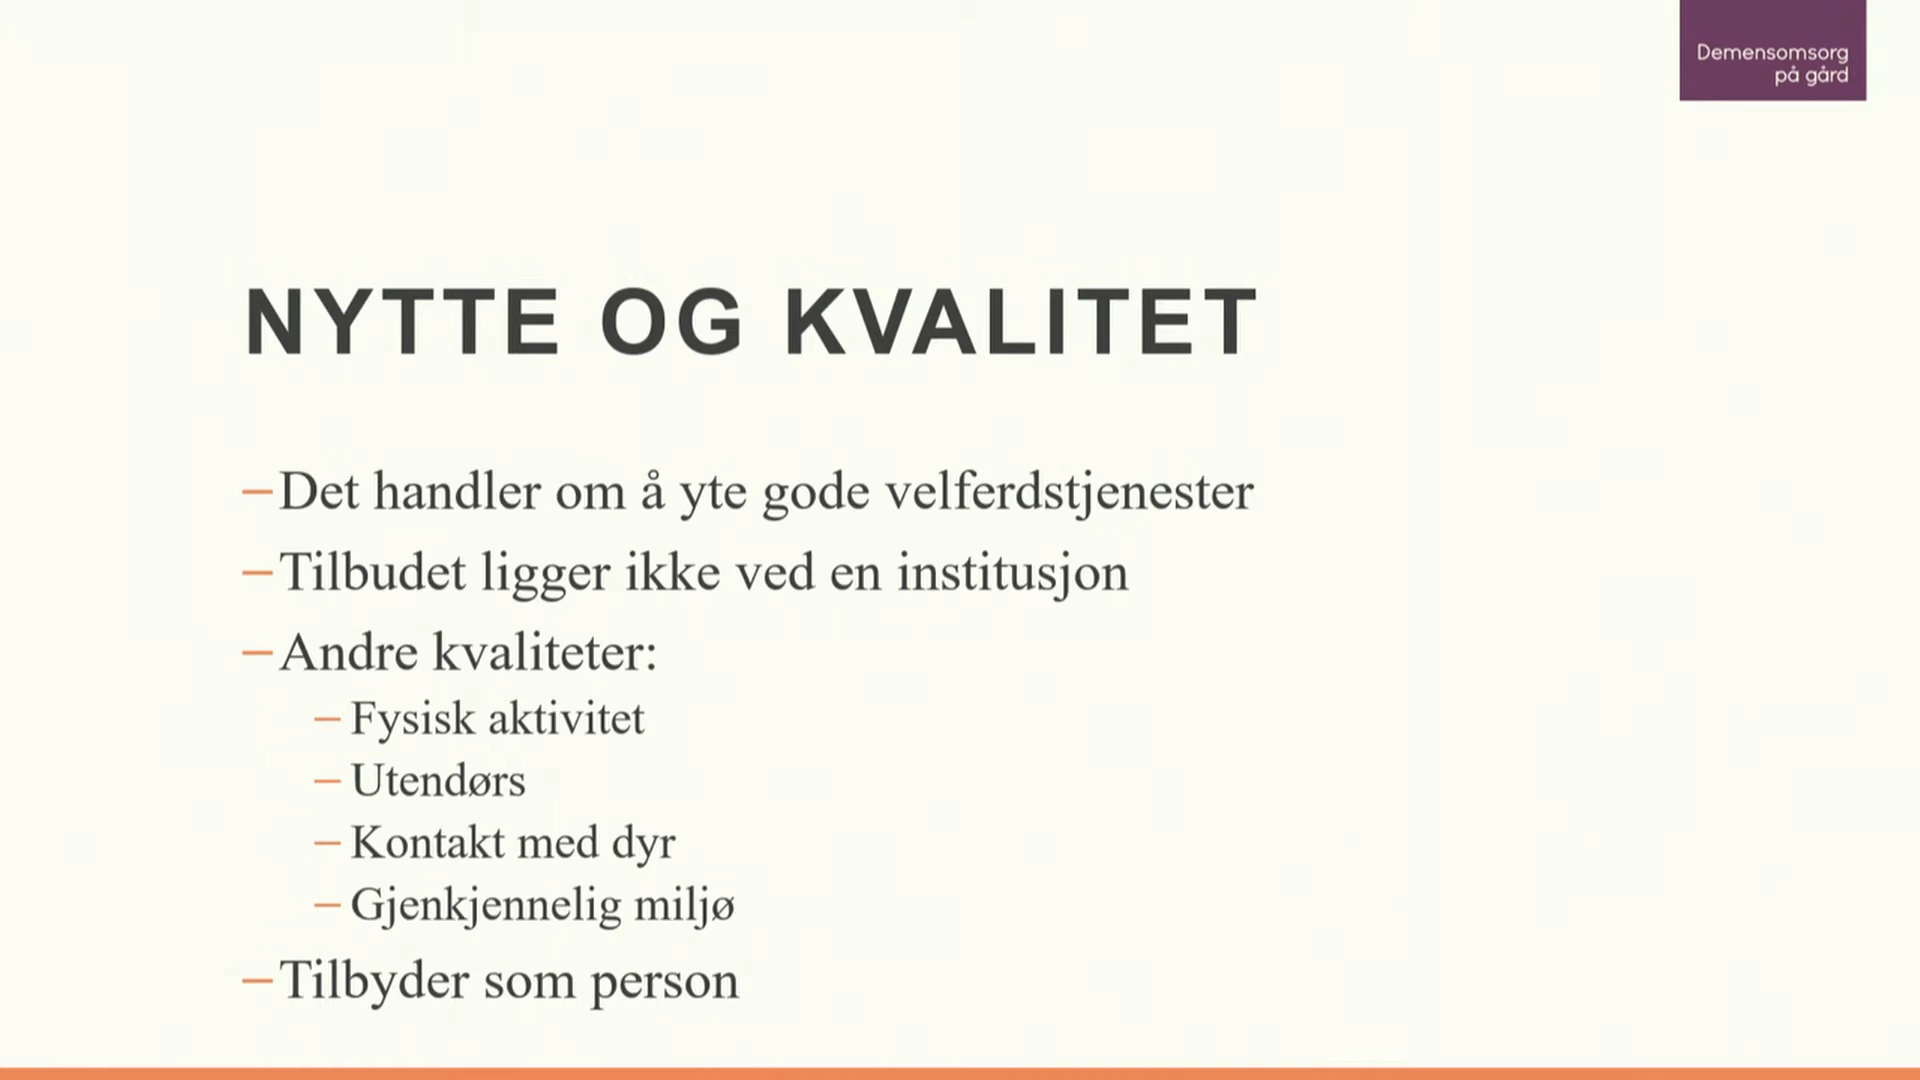 Demensomsorg
på gård
NYTTE OG KVALITET
– Det handler om å yte gode velferdstjenester
– Tilbudet ligger ikke ved en institusjon
– Andre kvaliteter:
– Fysisk aktivitet
– Utendørs
– Kontakt med dyr
– Gjenkjennelig miljø
– Tilbyder som person